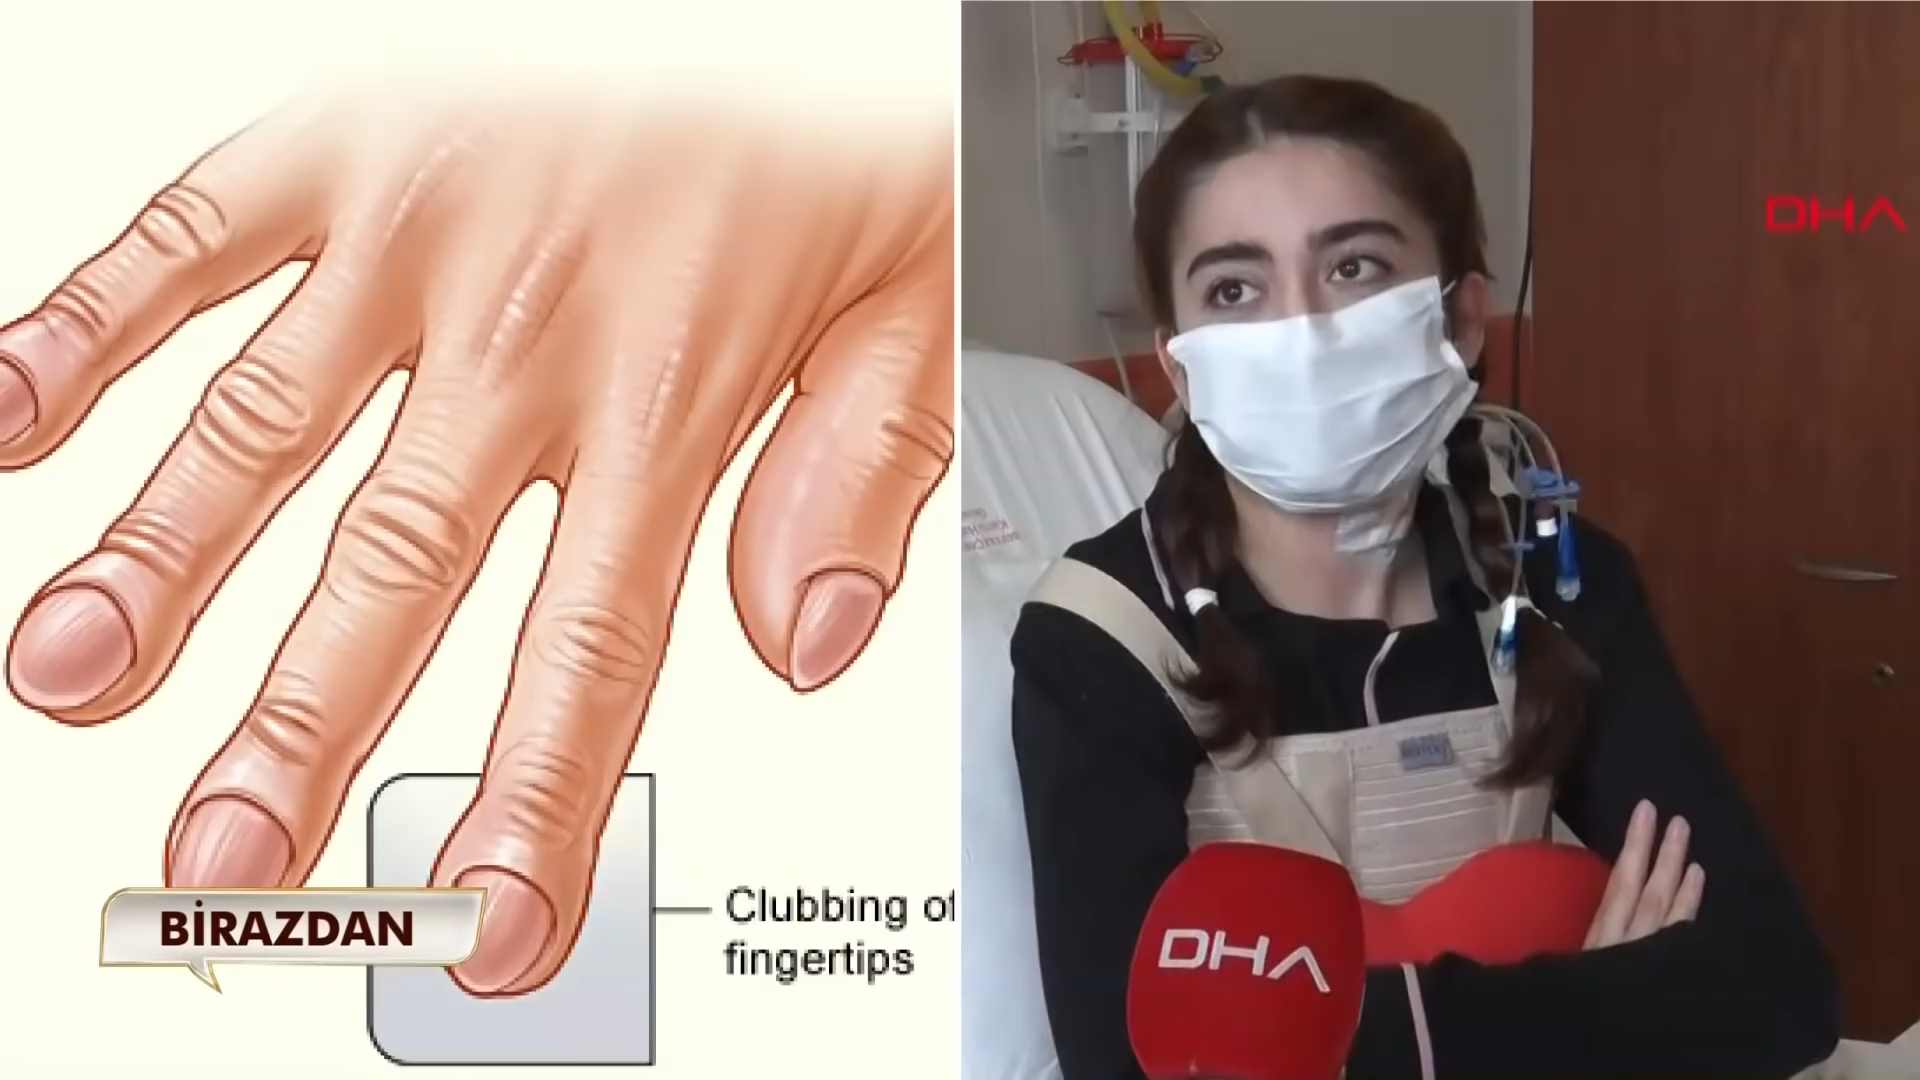 BİRAZDAN
Clubbing of
fingertips
DHA
DHA